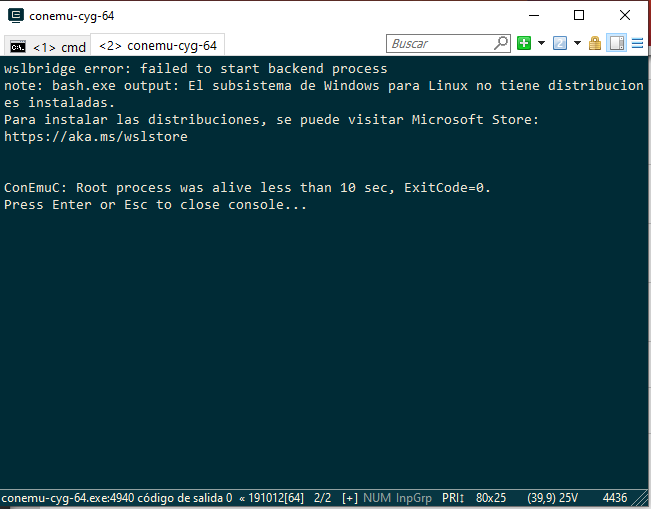 conemu-cyg-64
<1> cmd
<2> conemu-cyg-64
Buscar
wslbridge error: failed to start backend process
note: bash.exe output: El subsistema de Windows para Linux no tiene distribucion
es instaladas.
Para instalar las distribuciones, se puede visitar Microsoft Store:
https://aka.ms/wslstore
ConEmuC: Root process was alive less than 10 sec, ExitCode=0.
Press Enter or Esc to close console...
conemu-cyg-64.exe:4940 código de salida 0 « 191012[64] 2/2 [+] NUM InpGrp PRI↕ 80x25 (39,9) 25V 4436